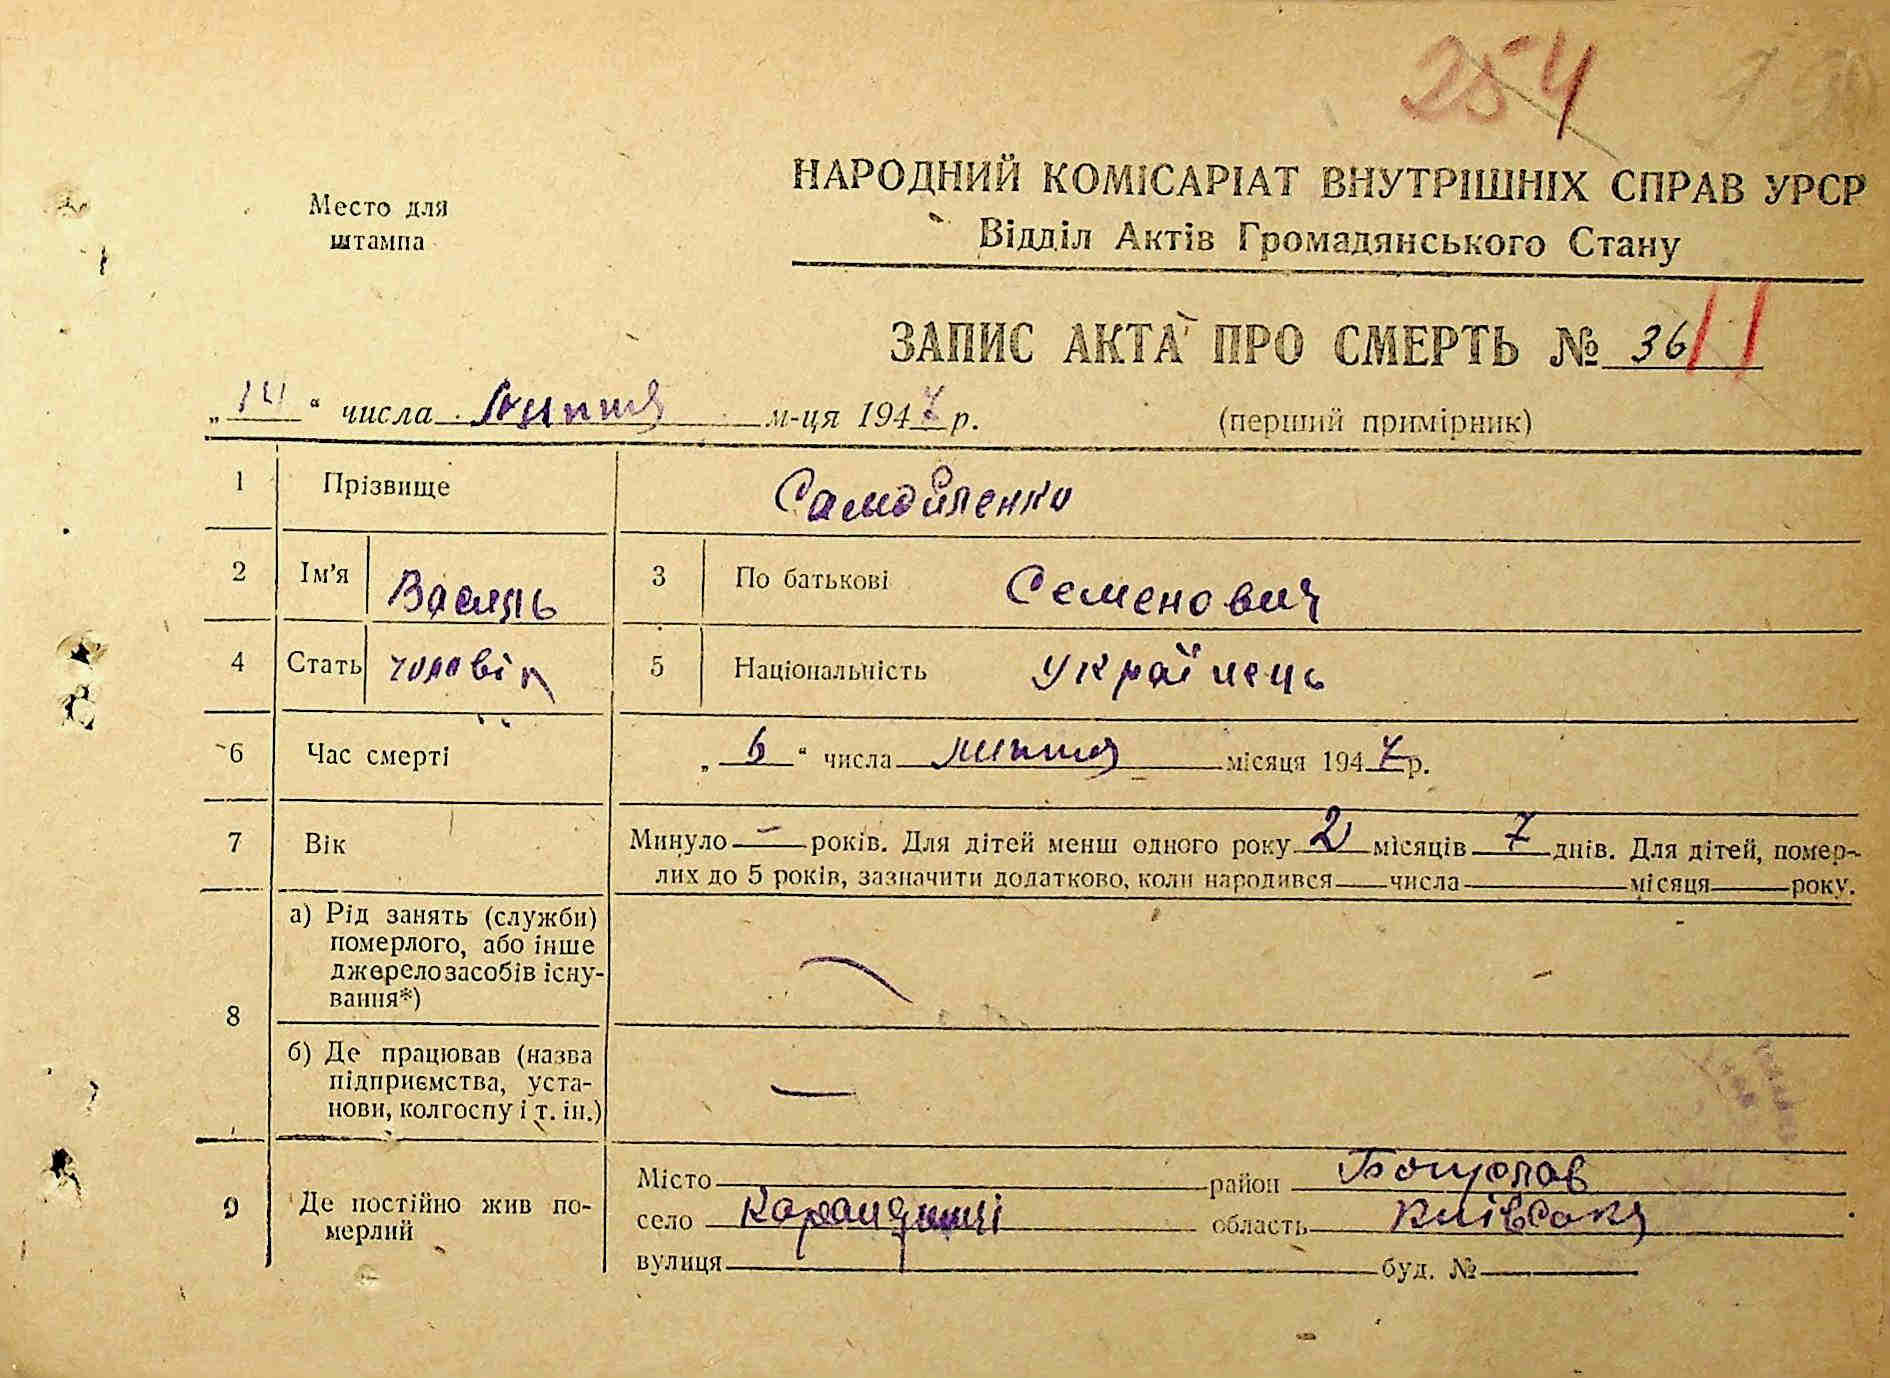 254
Место для
штампа
НАРОДНИЙ КОМІСАРІАТ ВНУТРІШНІХ СПРАВ УРСР
Відділ Актів Громадянського Стану
ЗАПИС АКТА ПРО СМЕРТЬ № 36
„14“ числа липня м-ця 1947 р. (перший примірник)
1 Прізвище Самойленко
2 Ім'я Василь 3 По батькові Семенович
4 Стать чоловік 5 Національність українець
6 Час смерті „6“ числа липня місяця 1947 р.
7 Вік Минуло — років. Для дітей менш одного року 2 місяців 7 днів. Для дітей, помер-
лих до 5 років, зазначити додатково, коли народився числа місяця року.
8 а) Рід занять (служби)
померлого, або інше
джерело засобів існу-
вання*) —
б) Де працював (назва
підприємства, уста-
нови, колгоспу і т. ін.) —
9 Де постійно жив по-
мерлий
Місто район Богуслав
село область Київська
вулиця буд. №